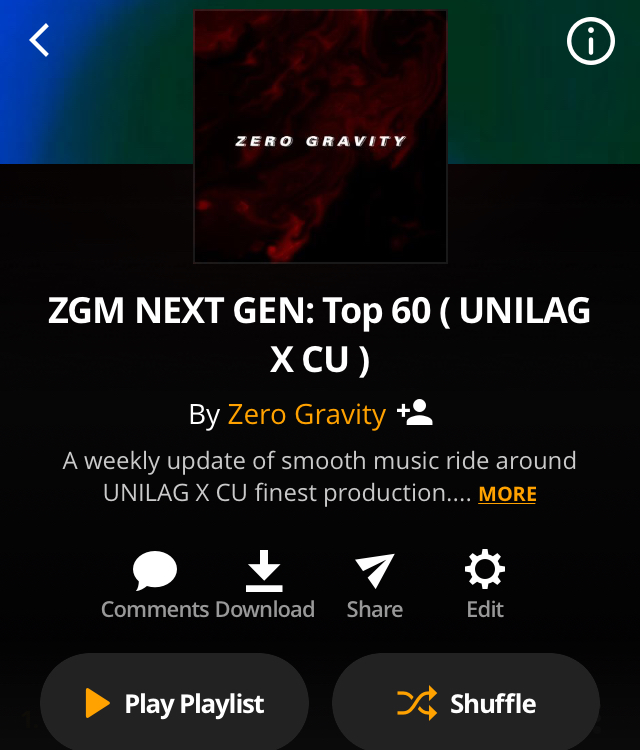 ZERO GRAVITY
ZGM NEXT GEN: Top 60 ( UNILAG
X CU )
By Zero Gravity
A weekly update of smooth music ride around
UNILAG X CU finest production.... MORE
Comments Download Share Edit
Play Playlist Shuffle